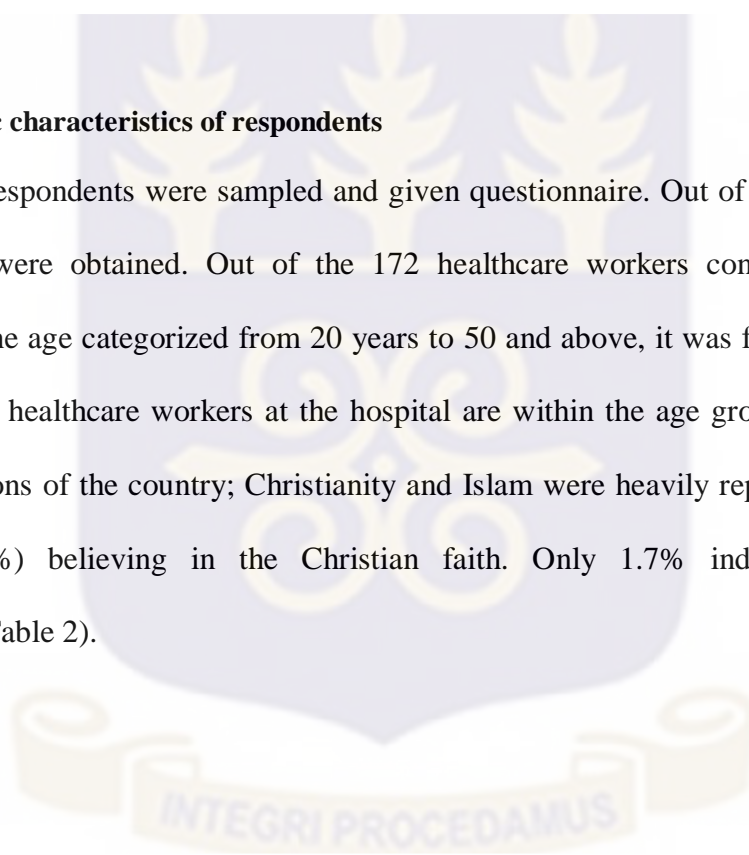 characteristics of respondents
espondents were sampled and given questionnaire. Out of
were obtained. Out of the 172 healthcare workers con
e age categorized from 20 years to 50 and above, it was f
healthcare workers at the hospital are within the age gro
ons of the country; Christianity and Islam were heavily rep
%) believing in the Christian faith. Only 1.7% ind
able 2).
INTEGRI PROCEDAMUS